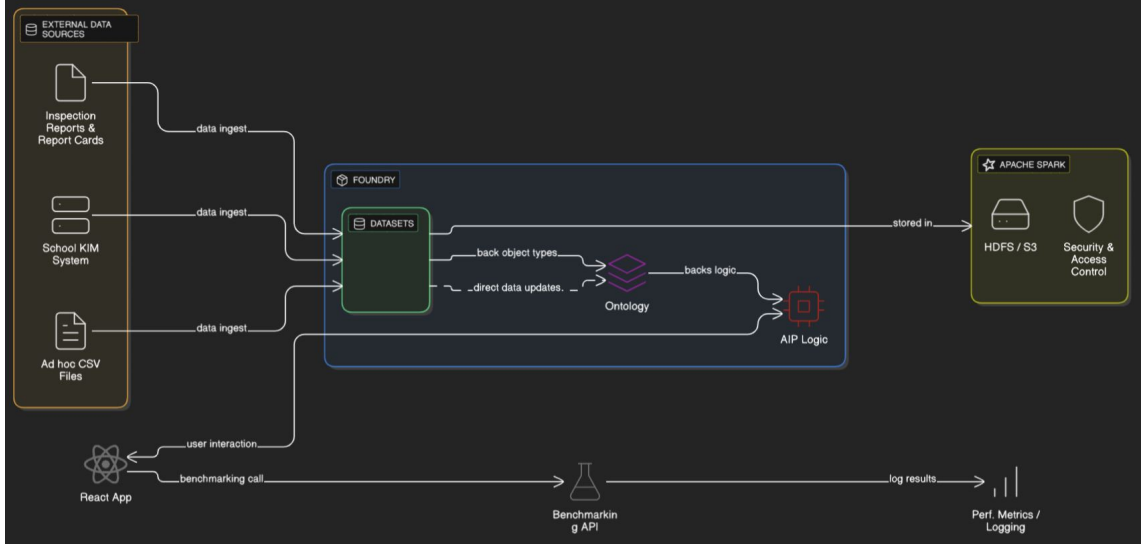 EXTERNAL DATA
SOURCES
Inspection
Reports &
Report Cards
data ingest
School KIM
System
data ingest
Ad hoc CSV
Files
data ingest
FOUNDRY
DATASETS
back object types
direct data updates.
Ontology
backs logic
AIP Logic
stored in
APACHE SPARK
HDFS / S3
Security &
Access
Control
React App
user interaction
benchmarking call
Benchmarkin
g API
log results
Perf. Metrics /
Logging